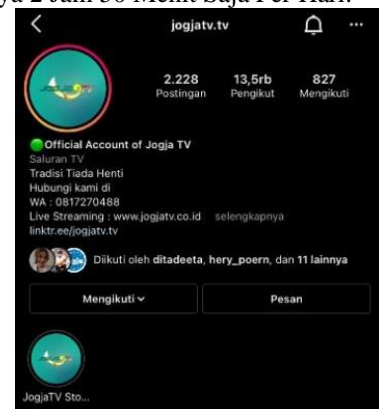 ya 2 Jam 30 Menit Saja Per Hari.
jogjatv.tv
2.228 13,5rb 827
Postingan Pengikut Mengikuti
Official Account of Jogja TV
Saluran TV
Tradisi Tiada Henti
Hubungi kami di
WA : 0817270488
Live Streaming : www.jogjatv.co.id selengkapnya
linktr.ee/jogjatv.tv
Diikuti oleh ditadeeta, hery_poern, dan 11 lainnya
Mengikuti Pesan
JogjaTV Sto...